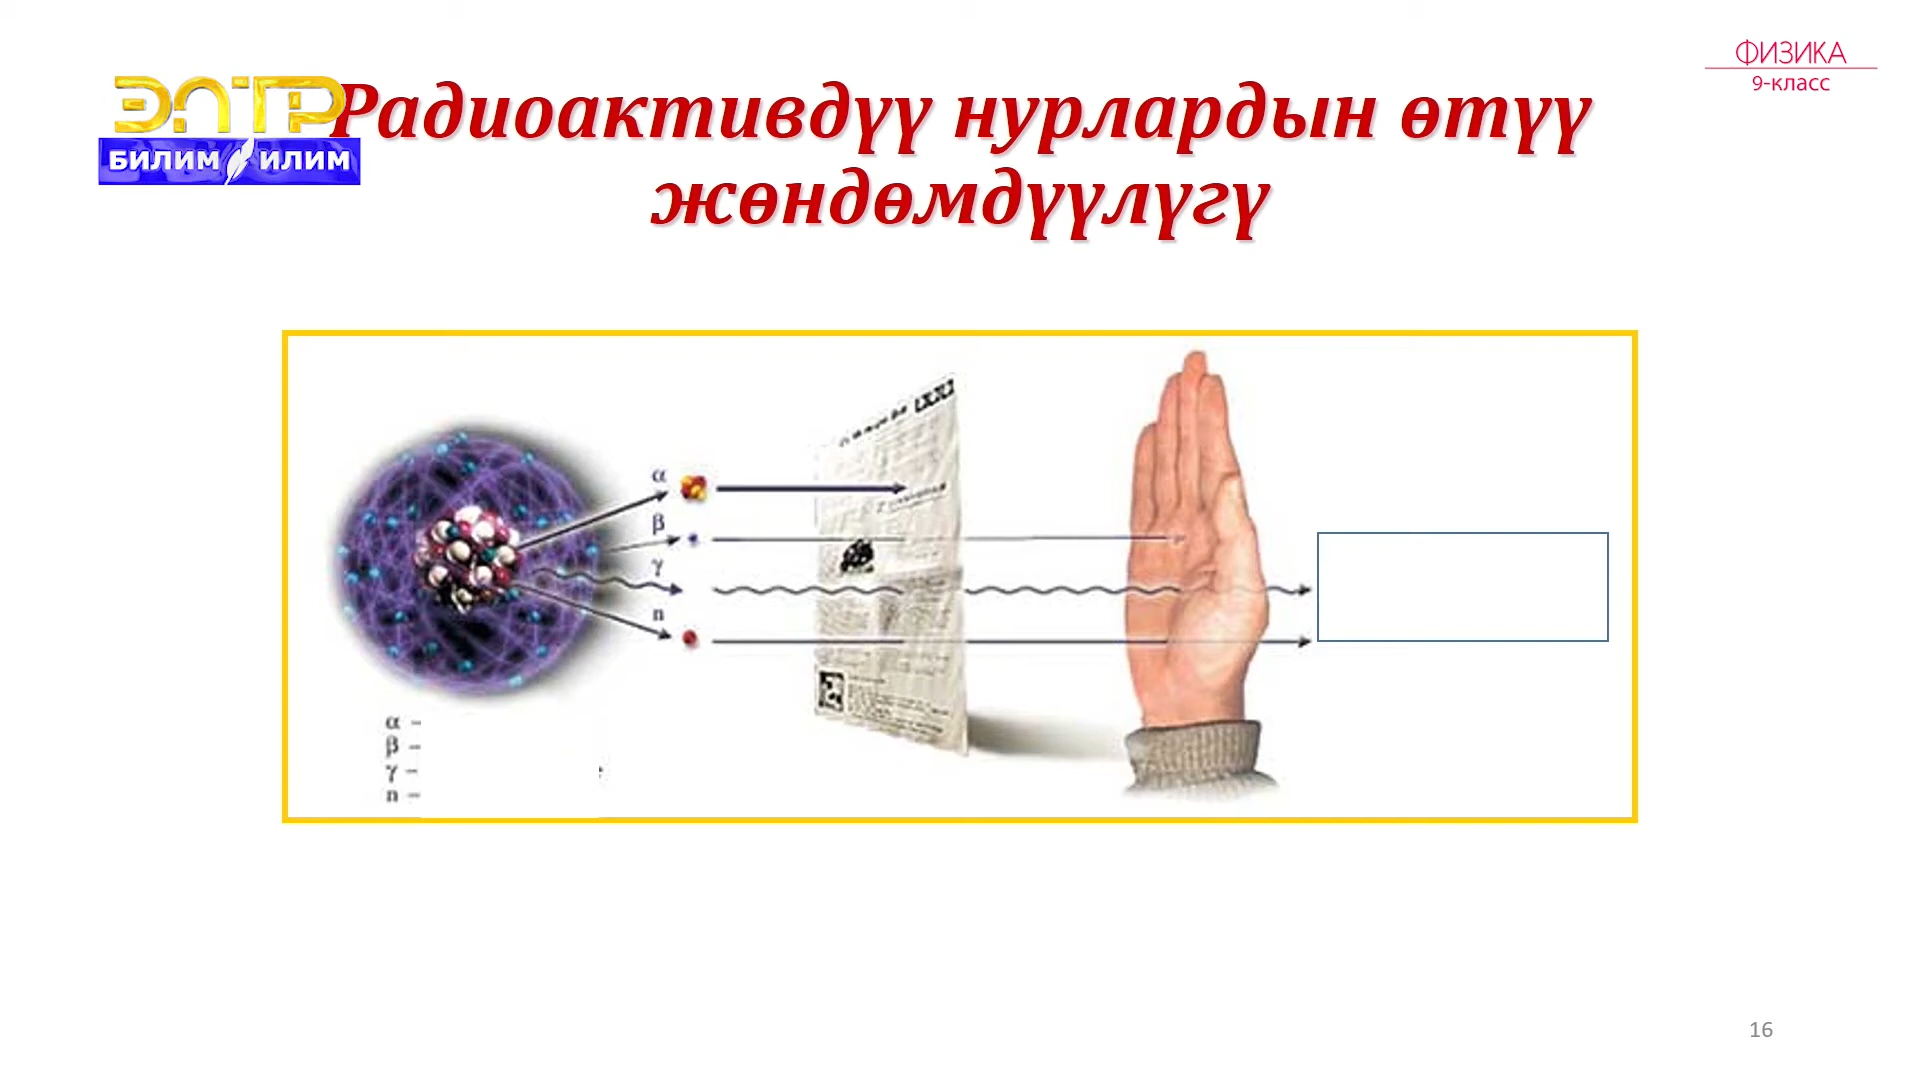 ФИЗИКА
9-класс
ЭЛТР
БИЛИМ ИЛИМ
Радиоактивдүү нурлардын өтүү
жөндөмдүүлүгү
α
β
γ
n
α –
β –
γ –
n –
16